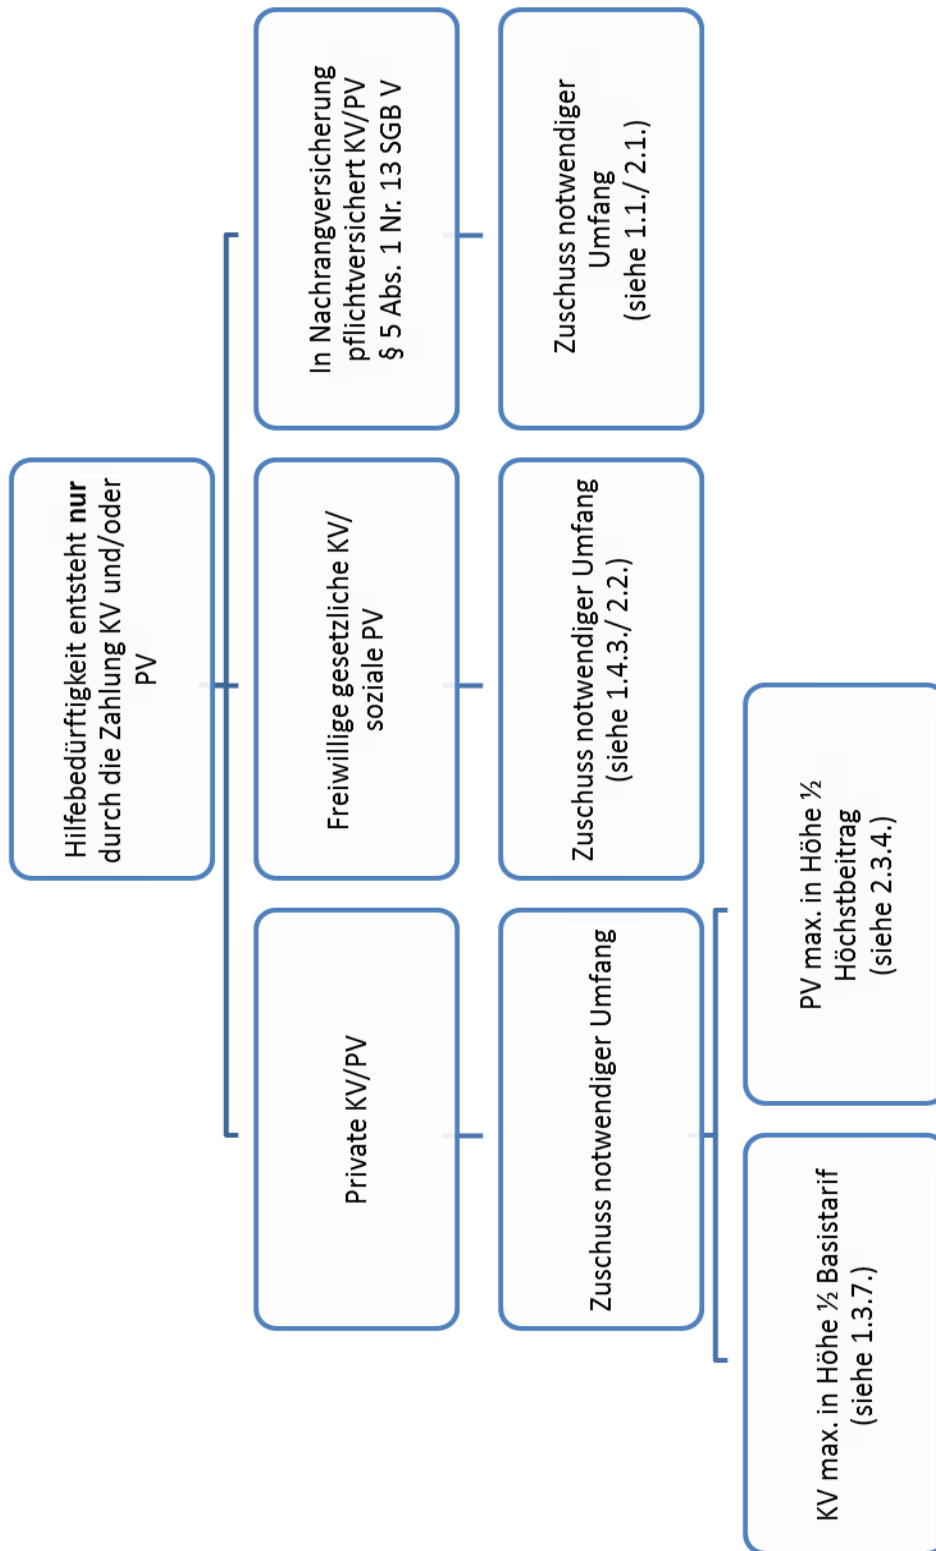 Hilfebedürftigkeit entsteht nur
durch die Zahlung KV und/oder
PV
Private KV/PV
Freiwillige gesetzliche KV/
soziale PV
In Nachrangversicherung
pflichtversichert KV/PV
§ 5 Abs. 1 Nr. 13 SGB V
Zuschuss notwendiger Umfang
Zuschuss notwendiger Umfang
(siehe 1.4.3./ 2.2.)
Zuschuss notwendiger
Umfang
(siehe 1.1./ 2.1.)
KV max. in Höhe ½ Basistarif
(siehe 1.3.7.)
PV max. in Höhe ½
Höchstbeitrag
(siehe 2.3.4.)